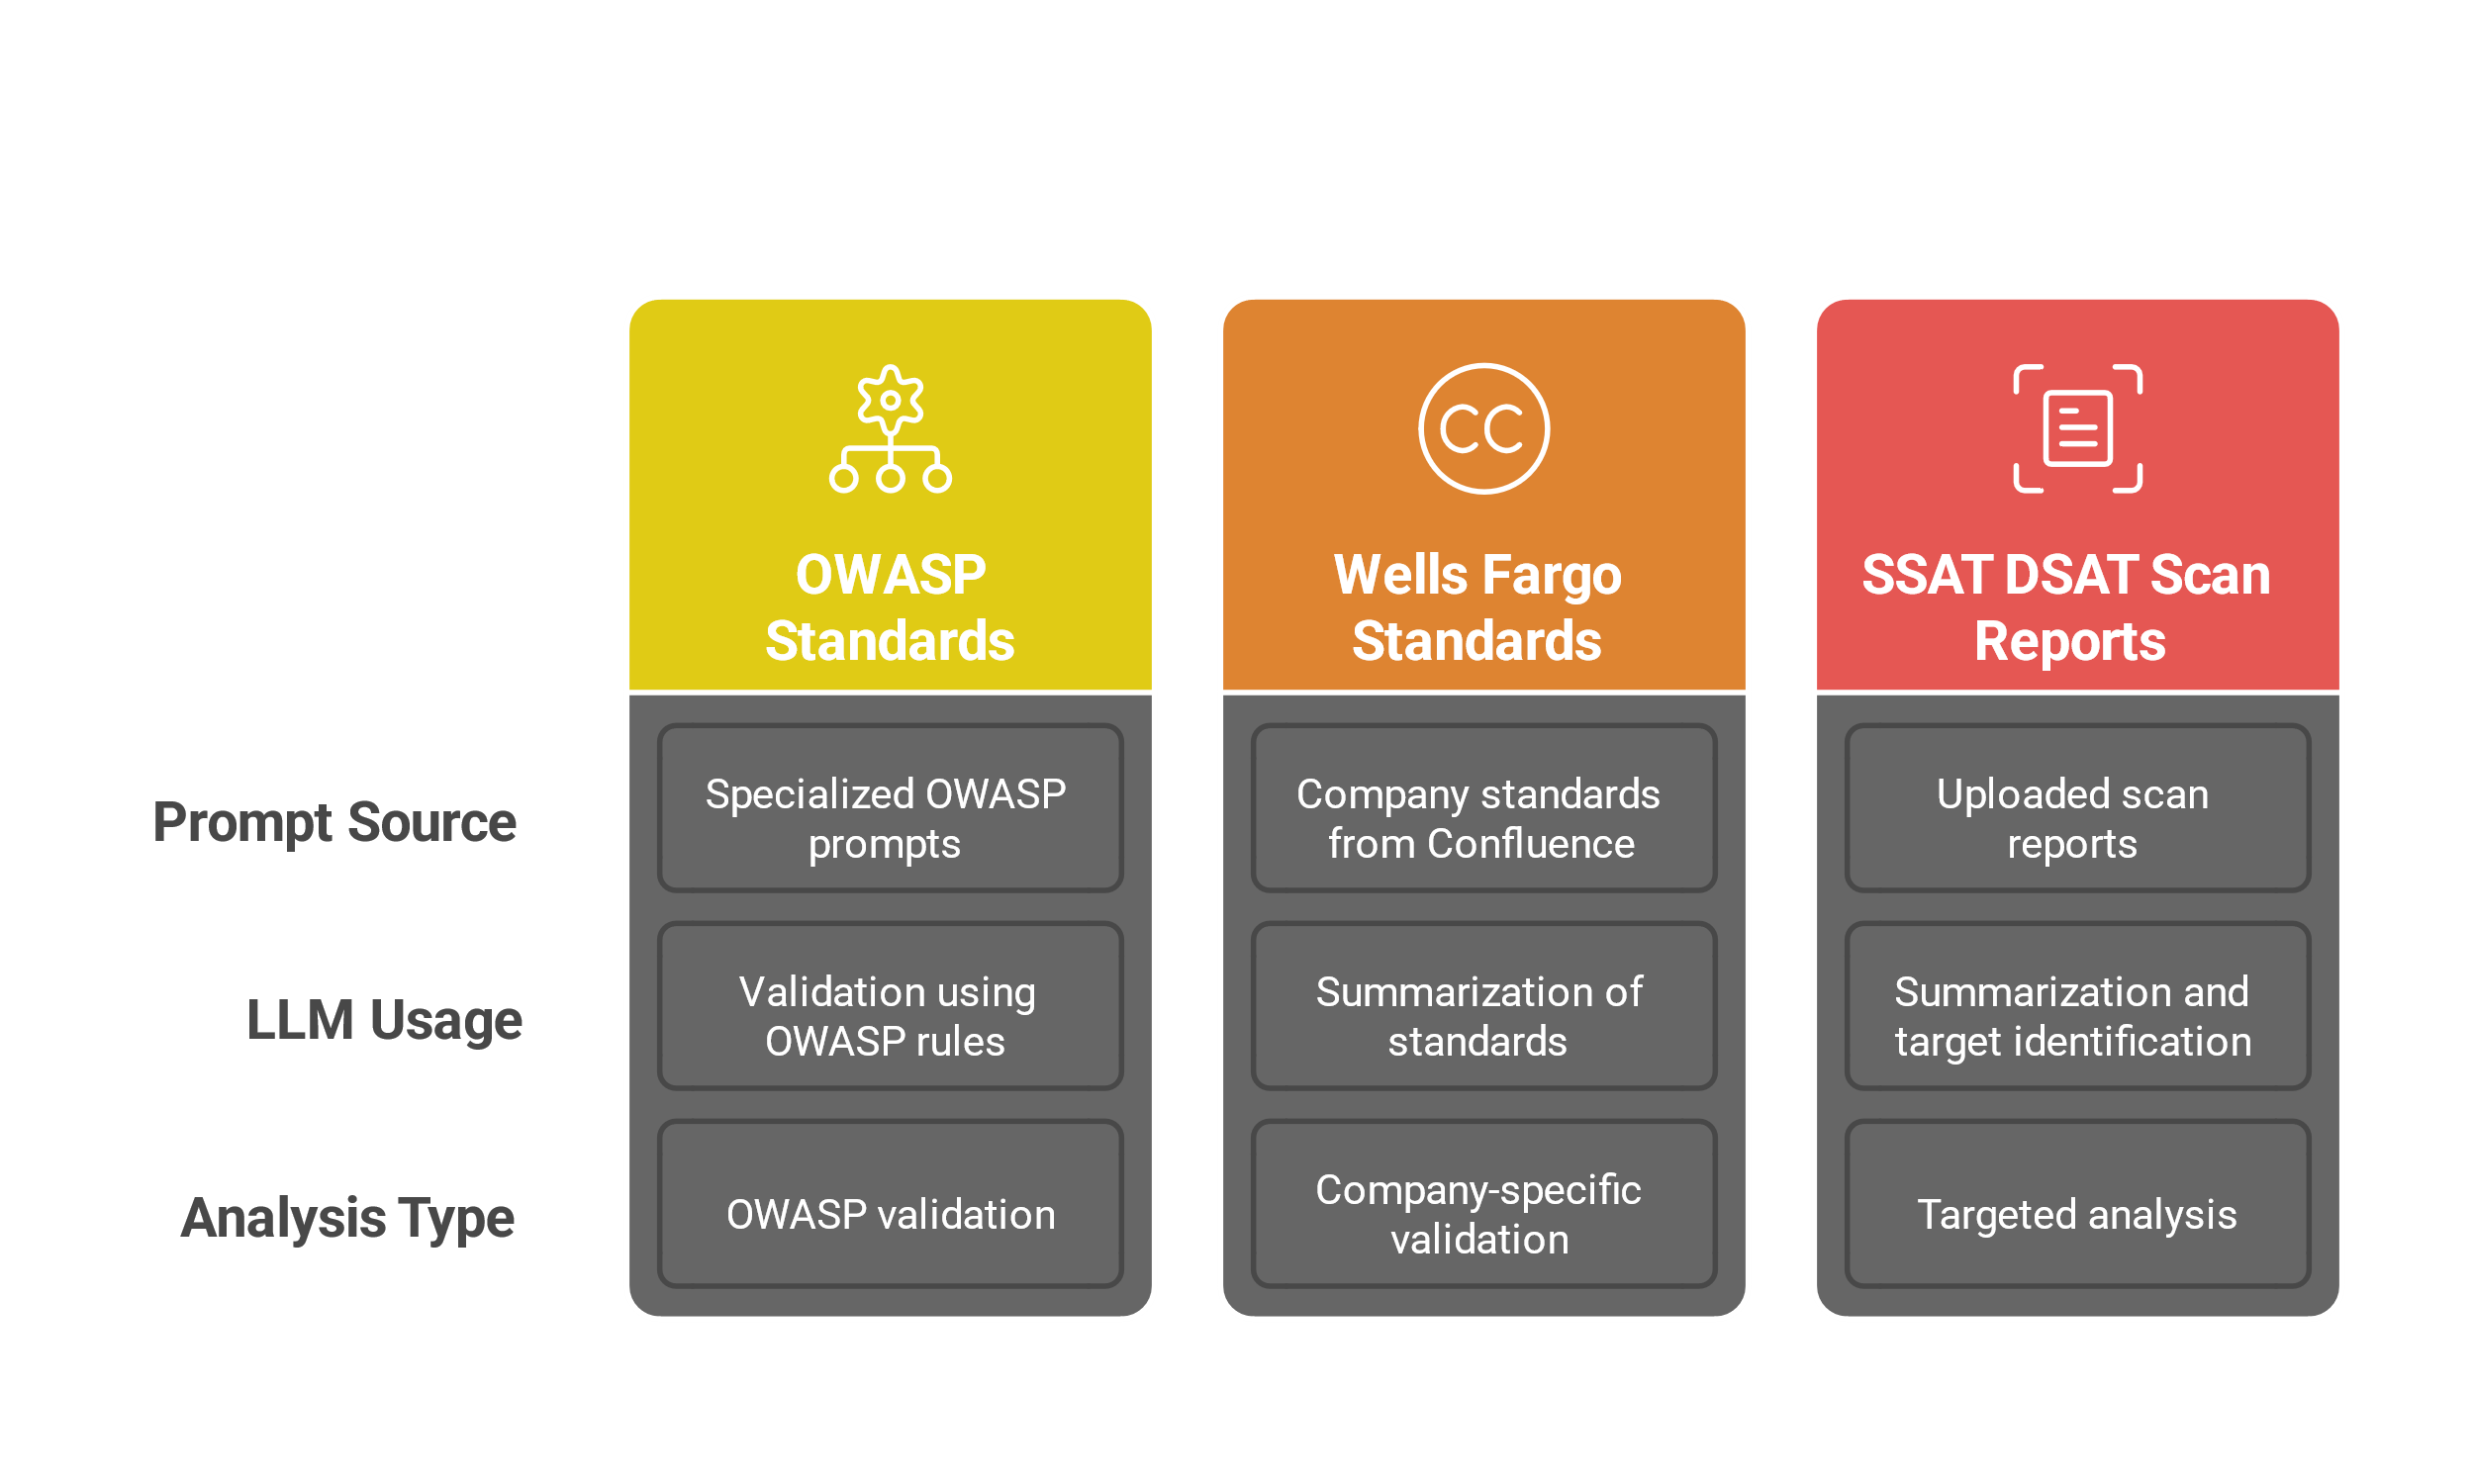 CC
OWASP
Standards
Wells Fargo
Standards
SSAT DSAT Scan
Reports
Prompt Source
Specialized OWASP
prompts
Company standards
from Confluence
Uploaded scan
reports
LLM Usage
Validation using
OWASP rules
Summarization of
standards
Summarization and
target identification
Analysis Type
OWASP validation
Company-specific
validation
Targeted analysis